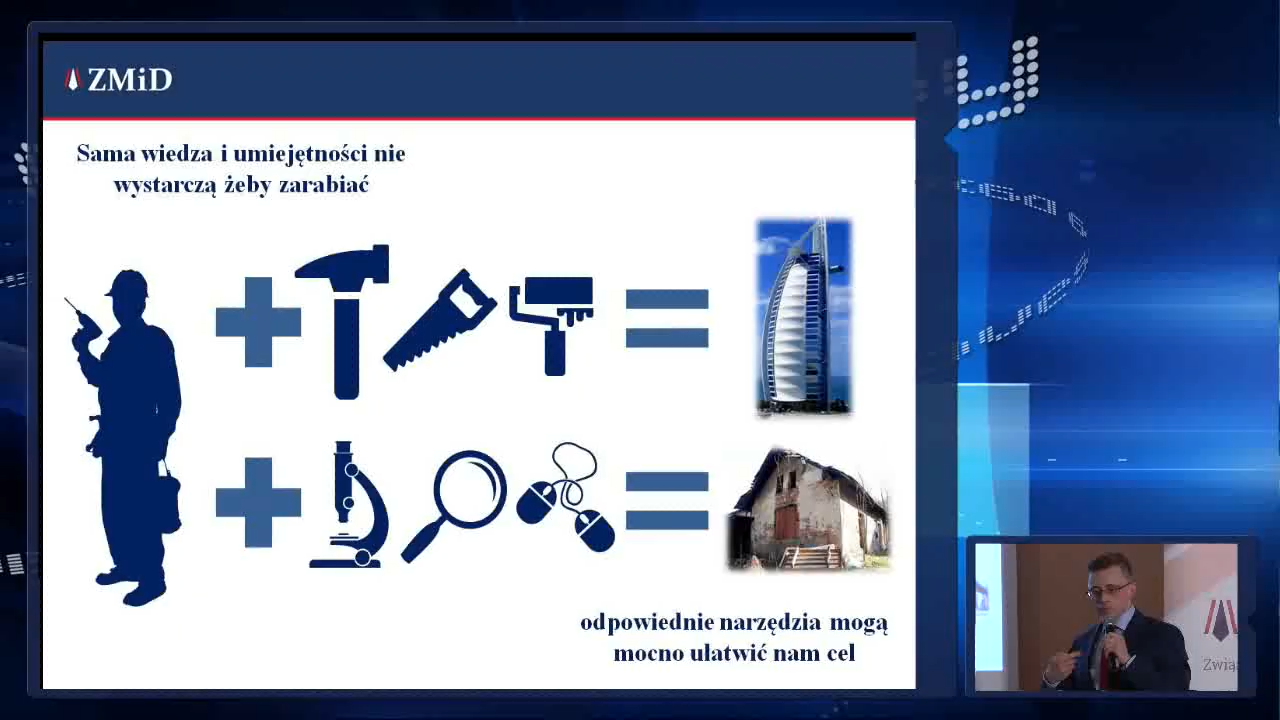 ZMiD
Sama wiedza i umiejętności nie
wystarczą żeby zarabiać
odpowiednie narzędzia mogą
mocno ułatwić nam cel